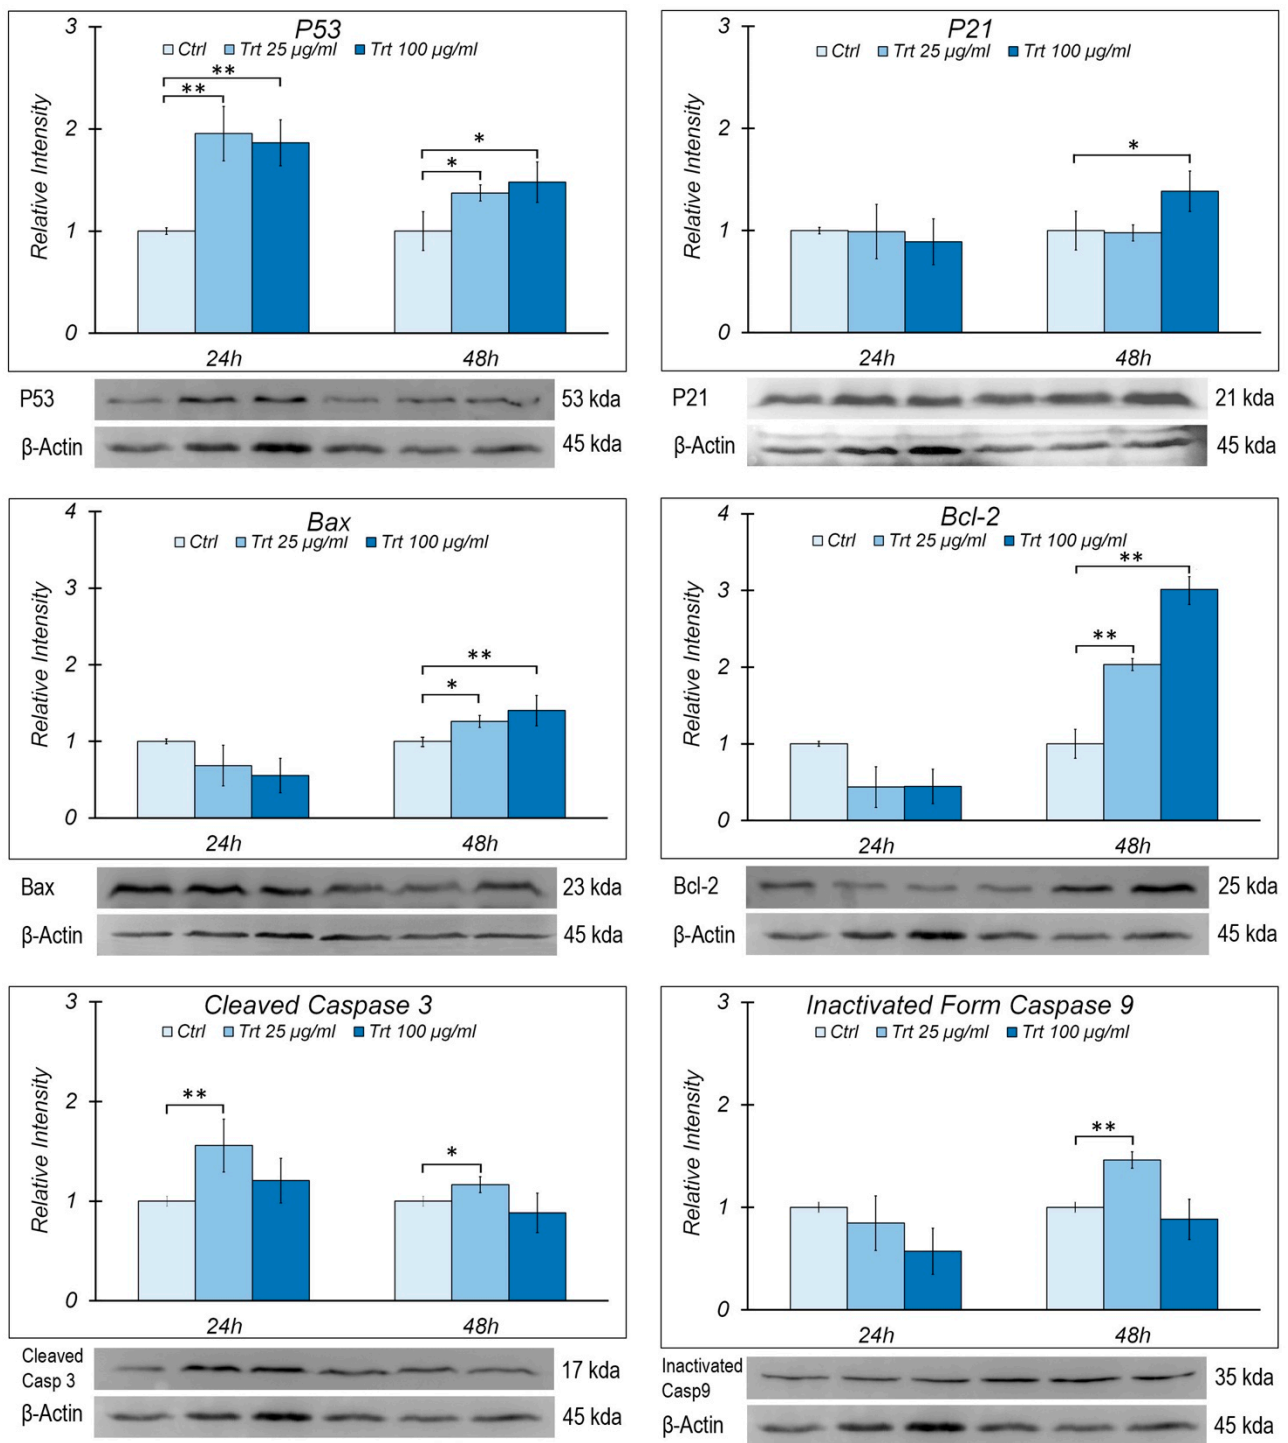 P53
Ctrl Trt 25 µg/ml Trt 100 µg/ml
3
2
1
0
Relative Intensity
** 
**
*
*
24h 48h
P53 53 kda
β-Actin 45 kda
P21
Ctrl Trt 25 µg/ml Trt 100 µg/ml
3
2
1
0
Relative Intensity
*
24h 48h
P21 21 kda
β-Actin 45 kda
Bax
Ctrl Trt 25 µg/ml Trt 100 µg/ml
4
3
2
1
0
Relative Intensity
**
*
24h 48h
Bax 23 kda
β-Actin 45 kda
Bcl-2
Ctrl Trt 25 µg/ml Trt 100 µg/ml
4
3
2
1
0
Relative Intensity
**
**
24h 48h
Bcl-2 25 kda
β-Actin 45 kda
Cleaved Caspase 3
Ctrl Trt 25 µg/ml Trt 100 µg/ml
3
2
1
0
Relative Intensity
**
*
24h 48h
Cleaved
Casp 3 17 kda
β-Actin 45 kda
Inactivated Form Caspase 9
Ctrl Trt 25 µg/ml Trt 100 µg/ml
3
2
1
0
Relative Intensity
**
24h 48h
Inactivated
Casp9 35 kda
β-Actin 45 kda